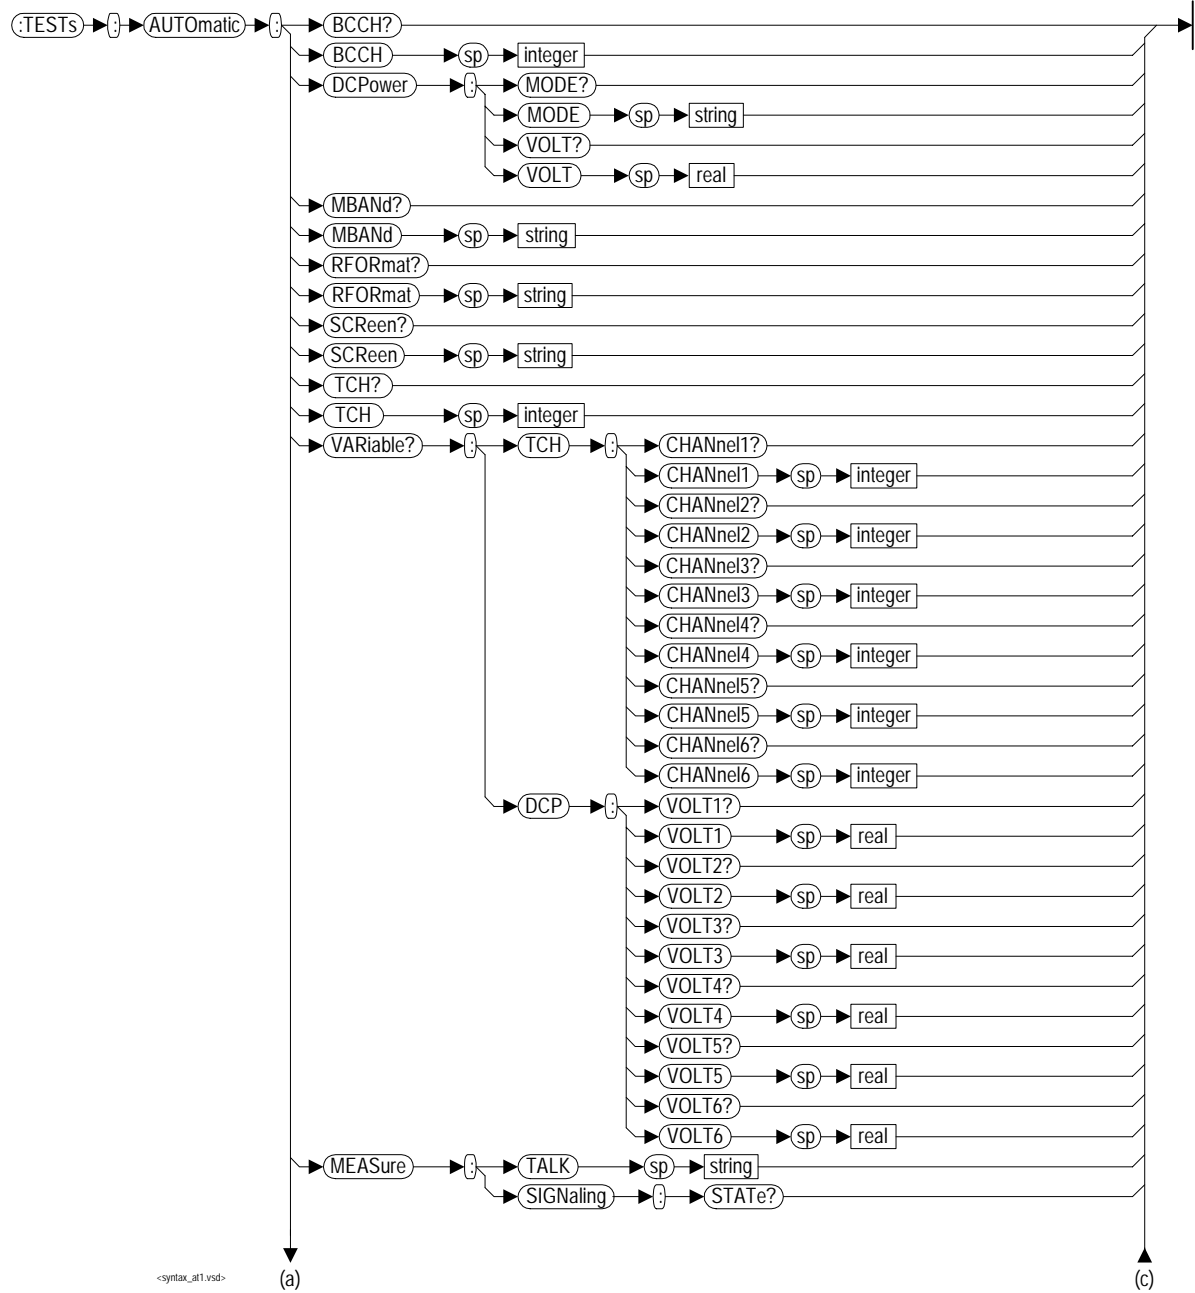 :TESTs : AUTOmatic : BCCH?
BCCH sp integer
DCPower : MODE?
MODE sp string
VOLT?
VOLT sp real
MBANd?
MBANd sp string
RFORmat?
RFORmat sp string
SCReen?
SCReen sp string
TCH?
TCH sp integer
VARiable? : TCH : CHANnel1?
CHANnel1 sp integer
CHANnel2?
CHANnel2 sp integer
CHANnel3?
CHANnel3 sp integer
CHANnel4?
CHANnel4 sp integer
CHANnel5?
CHANnel5 sp integer
CHANnel6?
CHANnel6 sp integer
DCP : VOLT1?
VOLT1 sp real
VOLT2?
VOLT2 sp real
VOLT3?
VOLT3 sp real
VOLT4?
VOLT4 sp real
VOLT5?
VOLT5 sp real
VOLT6?
VOLT6 sp real
MEASure : TALK sp string
SIGNaling : STATe?
<syntax_at1.vsd> (a) (c)